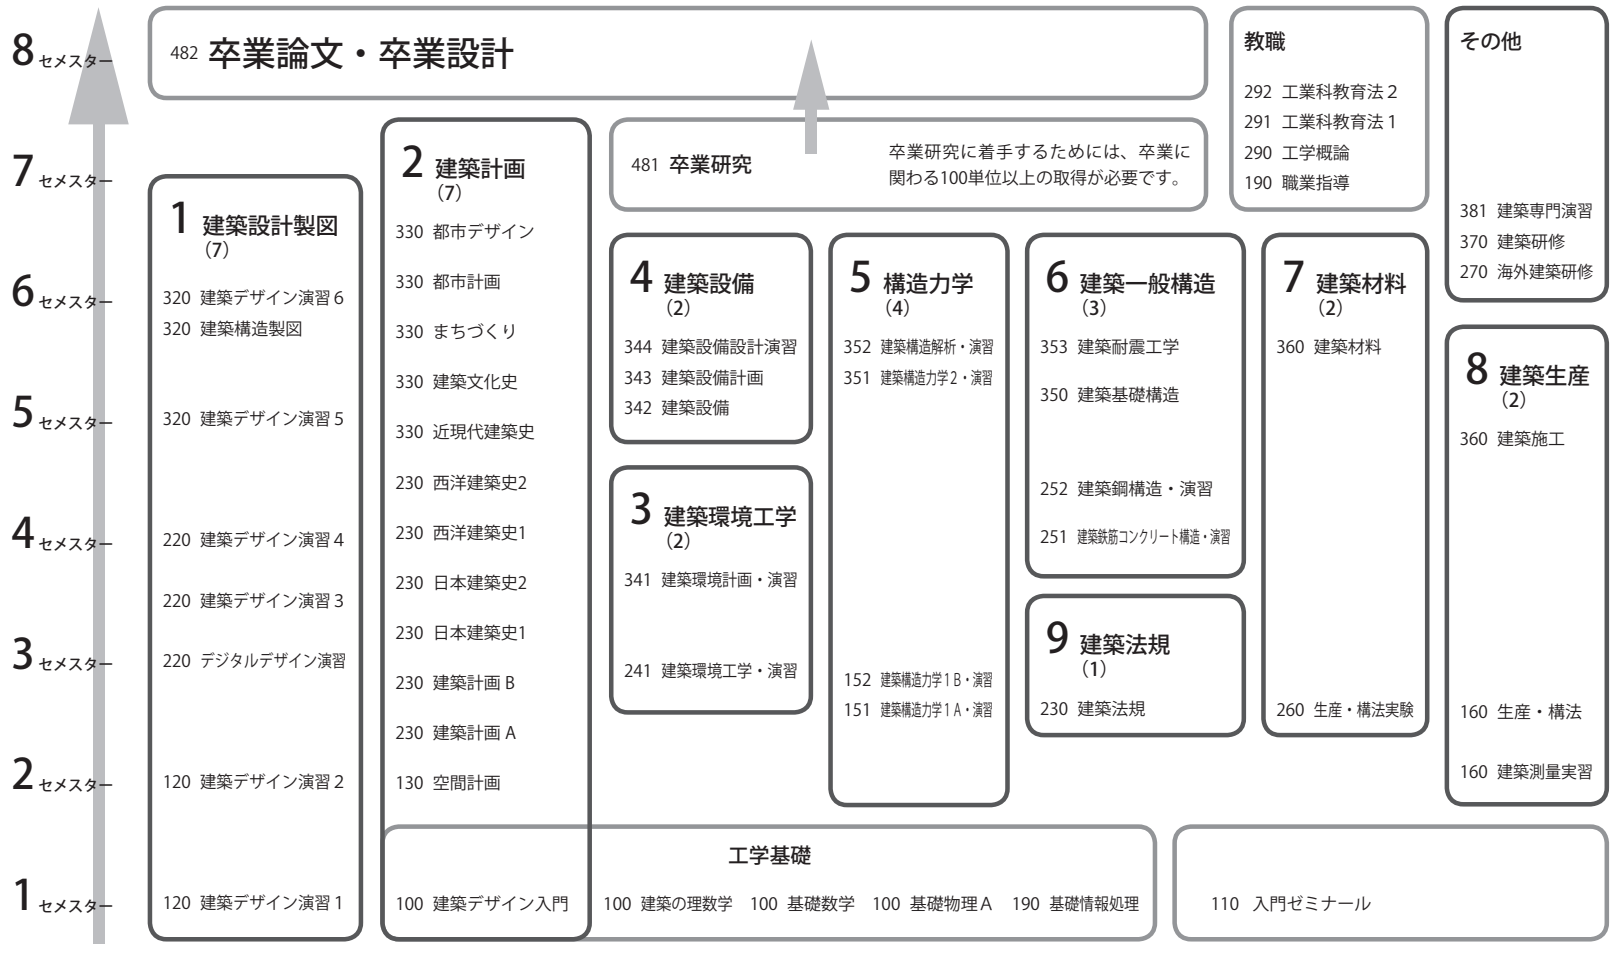 8 セメスター
7 セメスター
6 セメスター
5 セメスター
4 セメスター
3 セメスター
2 セメスター
1 セメスター
482 卒業論文・卒業設計
481 卒業研究
卒業研究に着手するためには、卒業に
関わる100単位以上の取得が必要です。
教職
292 工業科教育法 2
291 工業科教育法 1
290 工学概論
190 職業指導
その他
381 建築専門演習
370 建築研修
270 海外建築研修
1 建築設計製図
(7)
320 建築デザイン演習 6
320 建築構造製図
320 建築デザイン演習 5
220 建築デザイン演習 4
220 建築デザイン演習 3
220 デジタルデザイン演習
120 建築デザイン演習 2
120 建築デザイン演習 1
2 建築計画
(7)
330 都市デザイン
330 都市計画
330 まちづくり
330 建築文化史
330 近現代建築史
230 西洋建築史2
230 西洋建築史1
230 日本建築史2
230 日本建築史1
230 建築計画 B
230 建築計画 A
130 空間計画
100 建築デザイン入門
4 建築設備
(2)
344 建築設備設計演習
343 建築設備計画
342 建築設備
3 建築環境工学
(2)
341 建築環境計画・演習
241 建築環境工学・演習
5 構造力学
(4)
352 建築構造解析・演習
351 建築構造力学 2・演習
152 建築構造力学 1 B・演習
151 建築構造力学 1 A・演習
6 建築一般構造
(3)
353 建築耐震工学
350 建築基礎構造
252 建築鋼構造・演習
251 建築鉄筋コンクリート構造・演習
9 建築法規
(1)
230 建築法規
7 建築材料
(2)
360 建築材料
260 生産・構法実験
8 建築生産
(2)
360 建築施工
160 生産・構法
160 建築測量実習
工学基礎
100 建築の理数学 100 基礎数学 100 基礎物理 A 190 基礎情報処理
110 入門ゼミナール